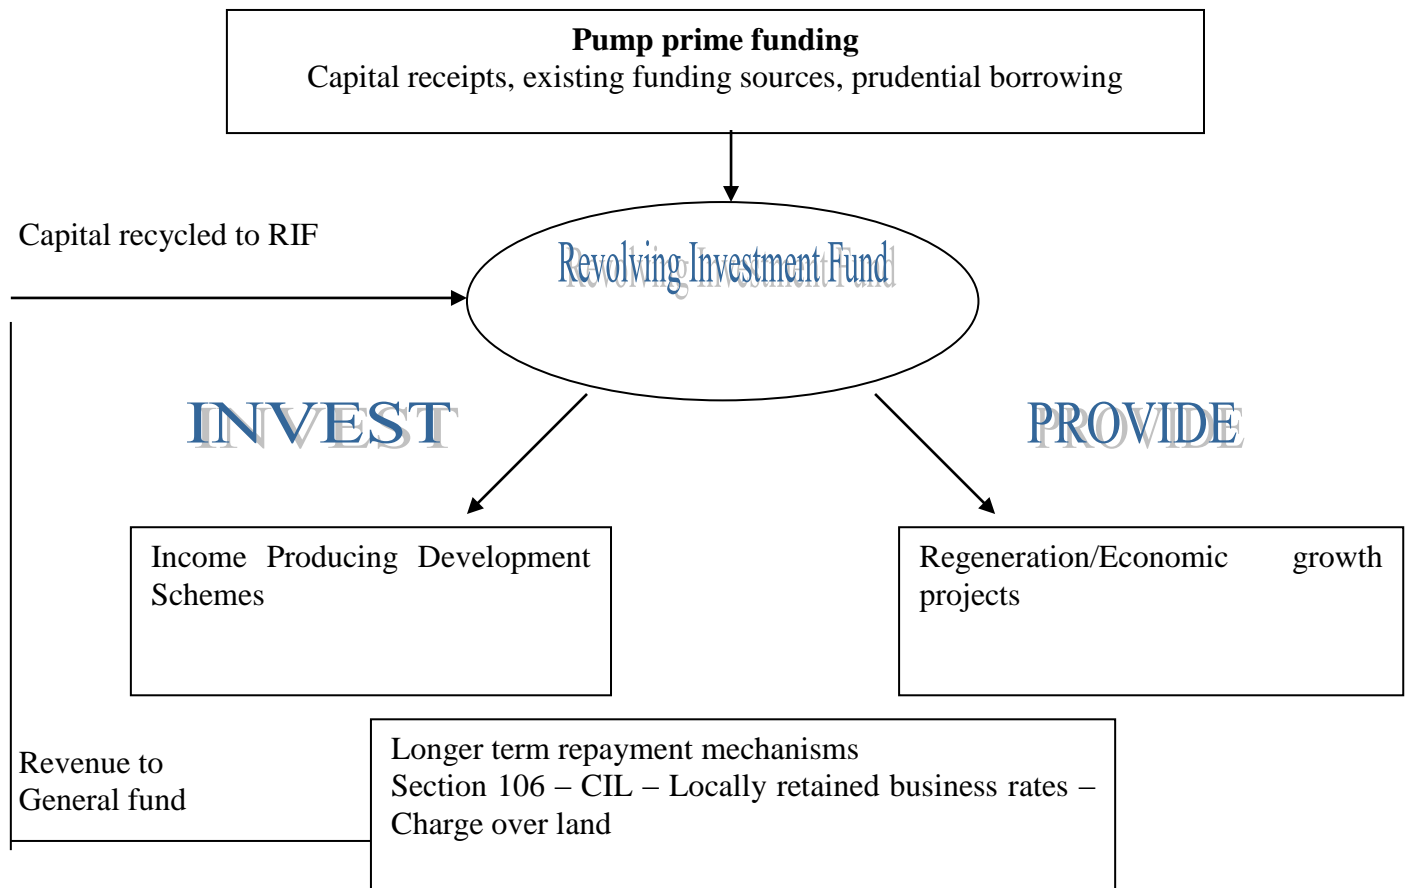 Pump prime funding
Capital receipts, existing funding sources, prudential borrowing
Capital recycled to RIF
Revolving Investment Fund
INVEST
PROVIDE
Income Producing Development
Schemes
Regeneration/Economic growth
projects
Revenue to
General fund
Longer term repayment mechanisms
Section 106 – CIL – Locally retained business rates –
Charge over land